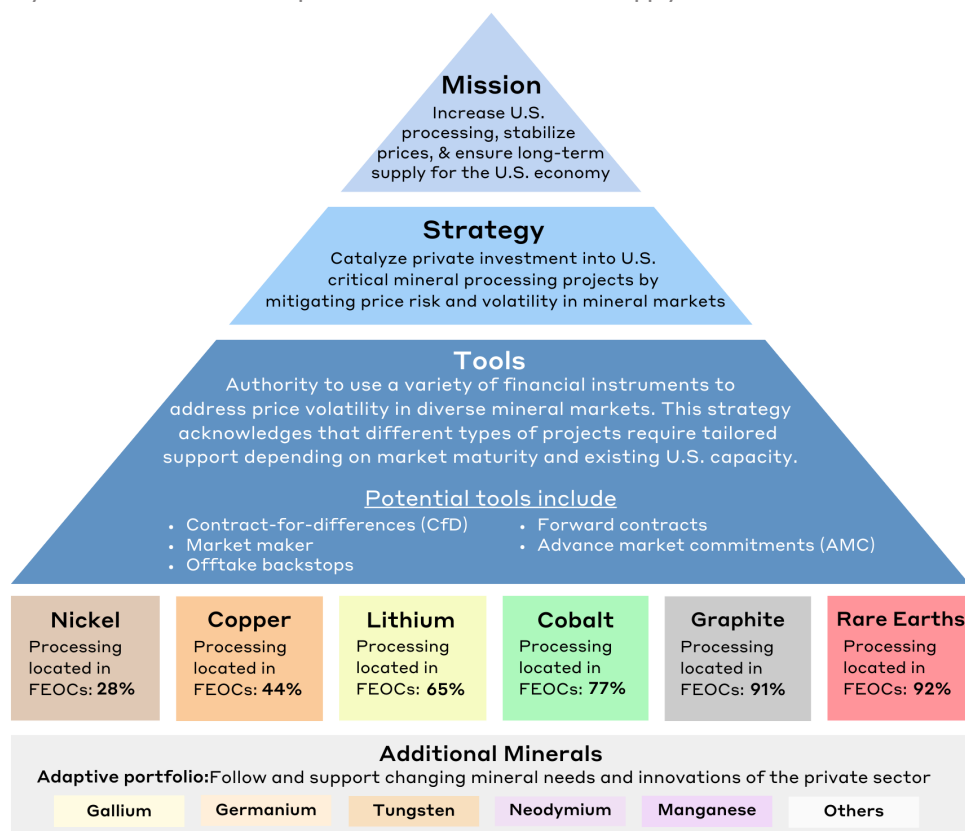 Mission
Increase U.S.
processing, stabilize
prices, & ensure long-term
supply for the U.S. economy
Strategy
Catalyze private investment into U.S.
critical mineral processing projects by
mitigating price risk and volatility in mineral markets
Tools
Authority to use a variety of financial instruments to
address price volatility in diverse mineral markets. This strategy
acknowledges that different types of projects require tailored
support depending on market maturity and existing U.S. capacity.
Potential tools include
• Contract-for-differences (CfD)
• Market maker
• Offtake backstops
• Forward contracts
• Advance market commitments (AMC)
Nickel
Processing
located in
FEOCs: 28%
Copper
Processing
located in
FEOCs: 44%
Lithium
Processing
located in
FEOCs: 65%
Cobalt
Processing
located in
FEOCs: 77%
Graphite
Processing
located in
FEOCs: 91%
Rare Earths
Processing
located in
FEOCs: 92%
Additional Minerals
Adaptive portfolio:Follow and support changing mineral needs and innovations of the private sector
Gallium
Germanium
Tungsten
Neodymium
Manganese
Others